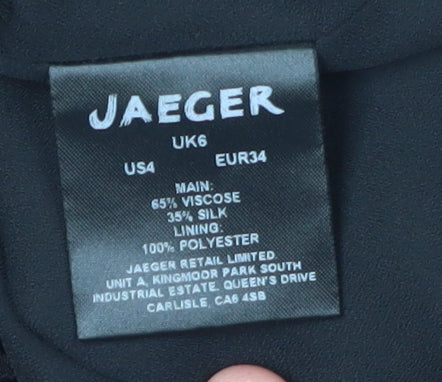 JAEGER
UK6
US4 EUR34
MAIN:
65% VISCOSE
35% SILK
LINING:
100% POLYESTER
JAEGER RETAIL LIMITED
UNIT A, KINGMOOR PARK SOUTH
INDUSTRIAL ESTATE, QUEEN'S DRIVE
CARLISLE, CA6 4SB